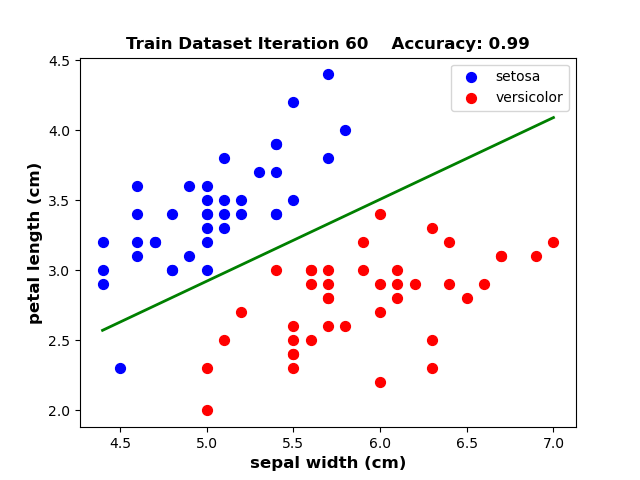 Train Dataset Iteration 60    Accuracy: 0.99
setosa
versicolor
4.5
4.0
3.5
3.0
2.5
2.0
petal length (cm)
4.5 5.0 5.5 6.0 6.5 7.0
sepal width (cm)